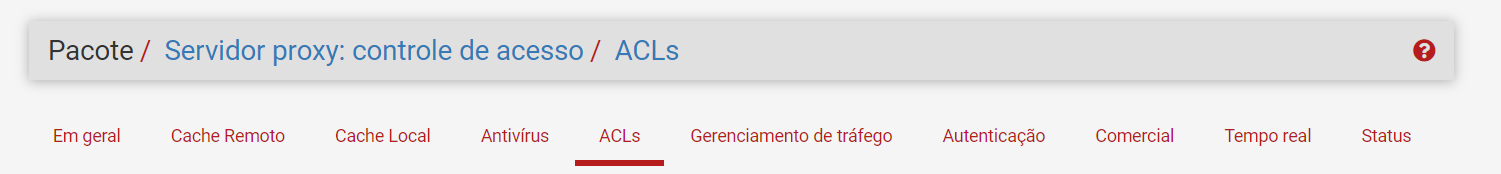 Pacote / Servidor proxy: controle de acesso / ACLs ?
Em geral Cache Remoto Cache Local Antivírus ACLs Gerenciamento de tráfego Autenticação Comercial Tempo real Status